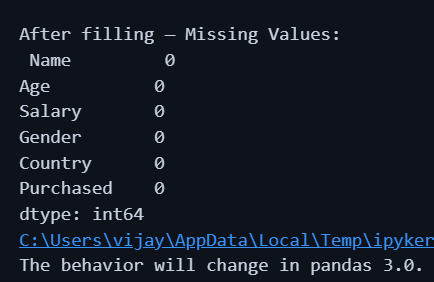 After filling — Missing Values:
 Name         0
Age          0
Salary       0
Gender       0
Country      0
Purchased    0
dtype: int64
C:\Users\vijay\AppData\Local\Temp\ipyker
The behavior will change in pandas 3.0.